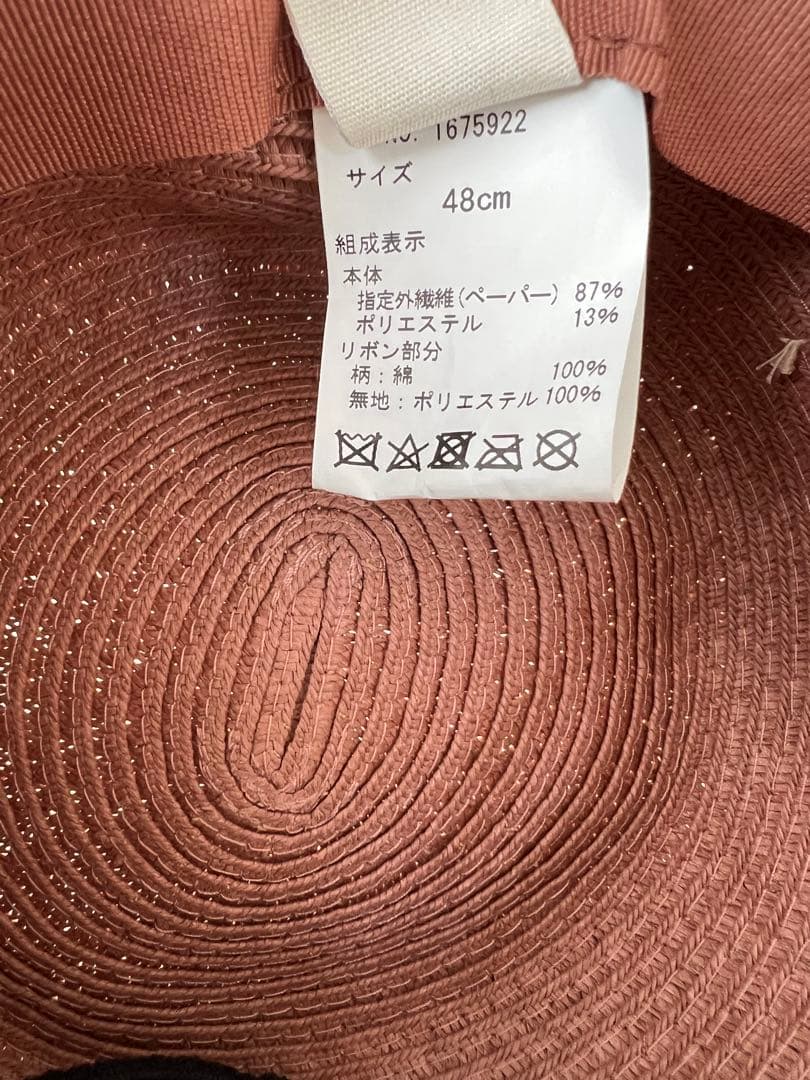 NO. 1675922
サイズ
48cm
組成表示
本体
指定外繊維(ペーパー) 87%
ポリエステル 13%
リボン部分
柄:綿 100%
無地:ポリエステル 100%